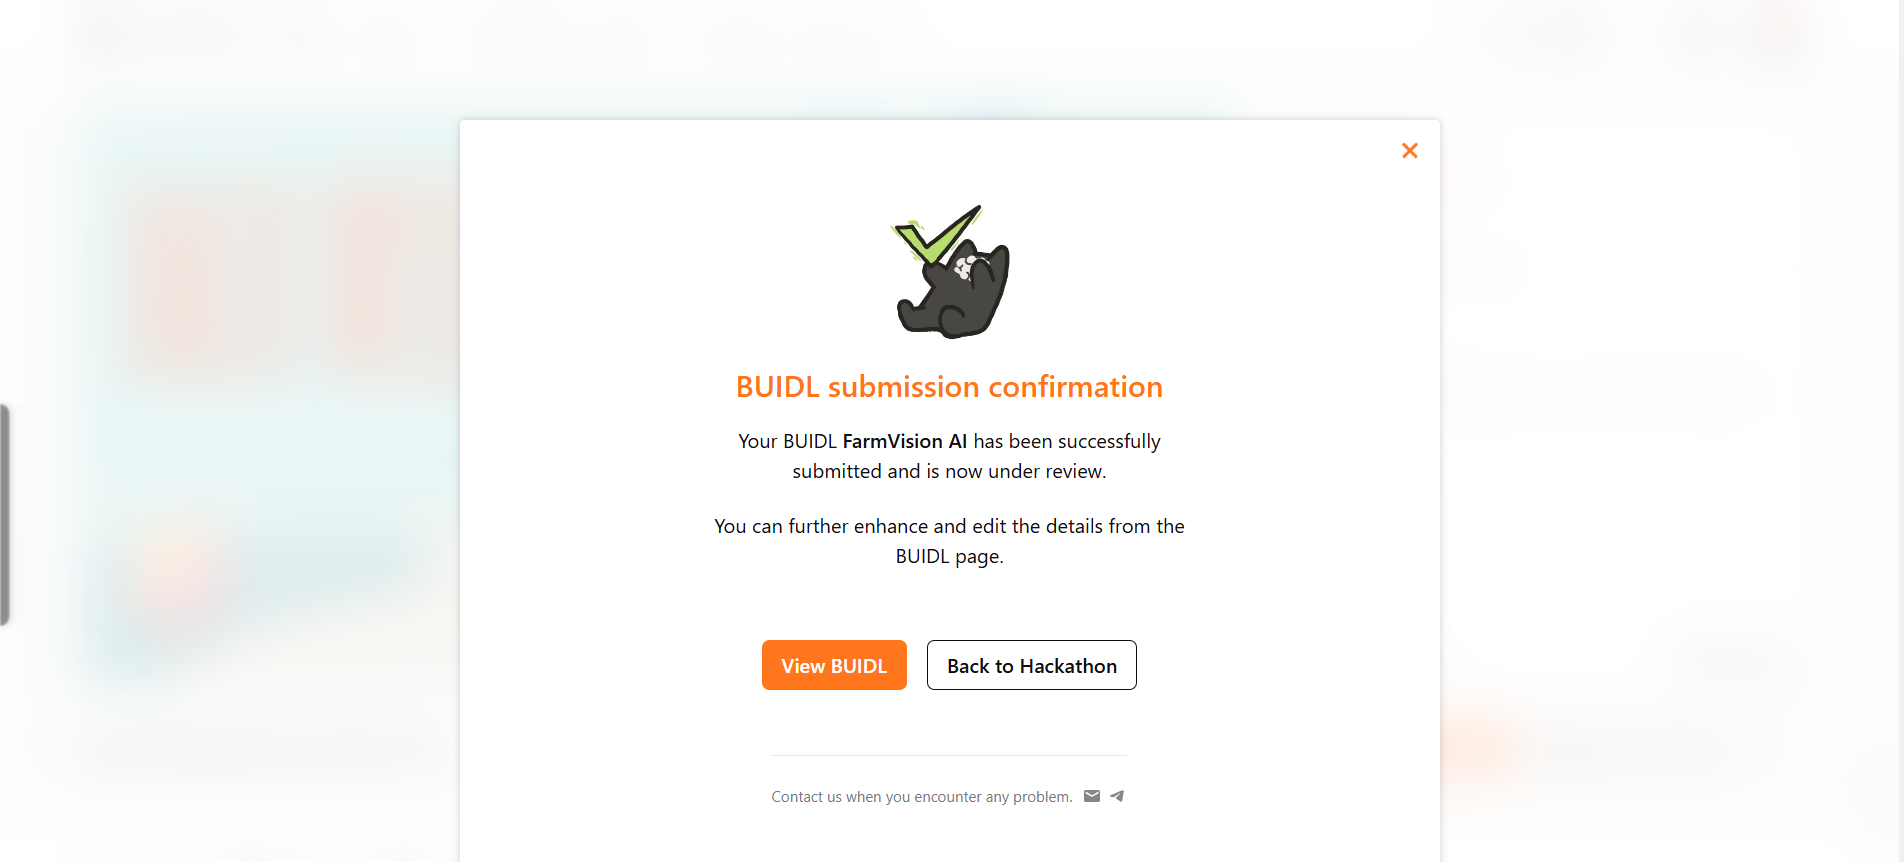 BUIDL submission confirmation
Your BUIDL FarmVision AI has been successfully
submitted and is now under review.
You can further enhance and edit the details from the
BUIDL page.
View BUIDL
Back to Hackathon
Contact us when you encounter any problem.